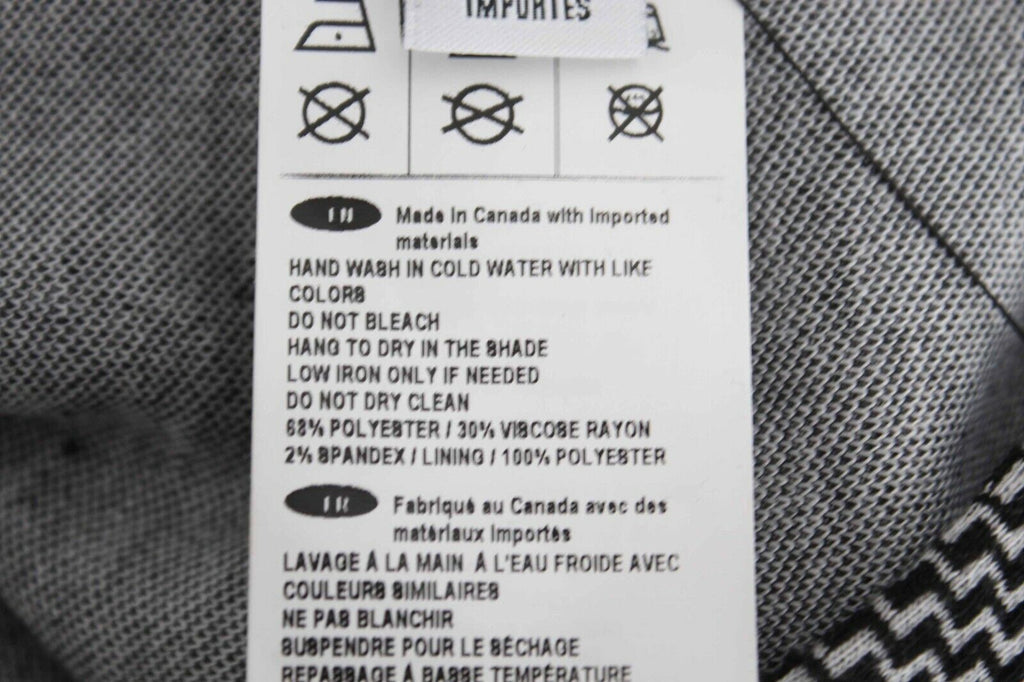 IMPORTÉS
EN Made in Canada with imported
materials
HAND WASH IN COLD WATER WITH LIKE
COLORS
DO NOT BLEACH
HANG TO DRY IN THE SHADE
LOW IRON ONLY IF NEEDED
DO NOT DRY CLEAN
68% POLYESTER / 30% VISCOSE RAYON
2% SPANDEX / LINING / 100% POLYESTER
FR Fabriqué au Canada avec des
matériaux importés
LAVAGE À LA MAIN À L'EAU FROIDE AVEC
COULEURS SIMILAIRES
NE PAS BLANCHIR
SUSPENDRE POUR LE SÉCHAGE
REPASSAGE À BASSE TEMPÉRATURE